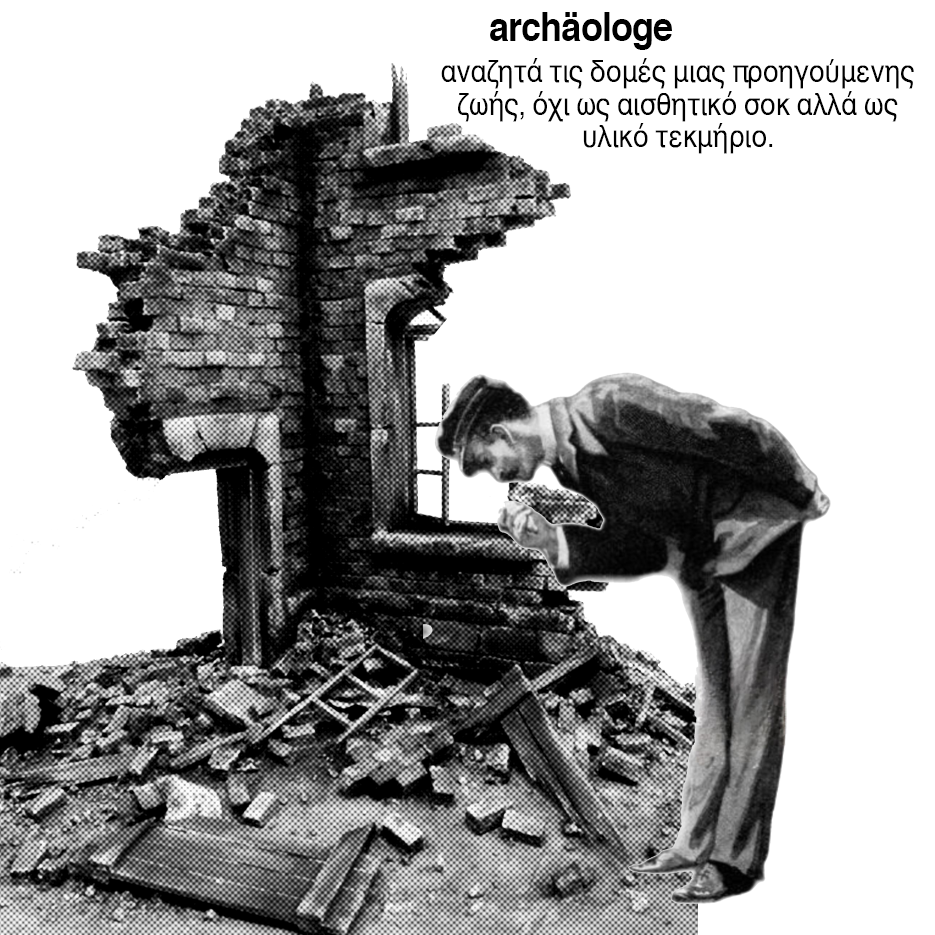 archäologe
αναζητά τις δομές μιας προηγούμενης
ζωής, όχι ως αισθητικό σοκ αλλά ως
υλικό τεκμήριο.